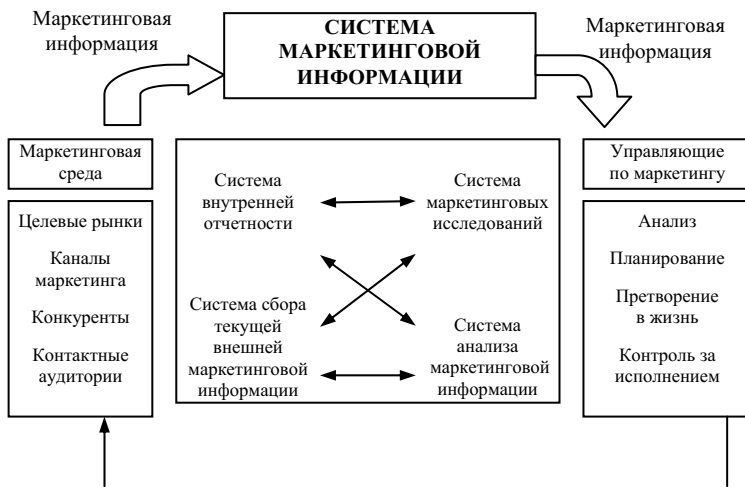 Маркетинговая
информация
СИСТЕМА
МАРКЕТИНГОВОЙ
ИНФОРМАЦИИ
Маркетинговая
информация
Маркетинговая
среда
Целевые рынки
Каналы
маркетинга
Конкуренты
Контактные
аудитории
Система
внутренней
отчетности
Система
маркетинговых
исследований
Система сбора
текущей
внешней
маркетинговой
информации
Система
анализа
маркетинговой
информации
Управляющие
по маркетингу
Анализ
Планирование
Претворение
в жизнь
Контроль за
исполнением